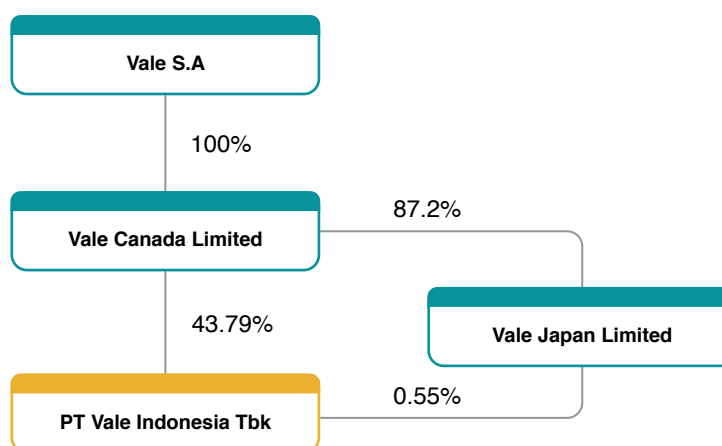 Vale S.A
100%
Vale Canada Limited
87.2%
43.79%
Vale Japan Limited
PT Vale Indonesia Tbk
0.55%